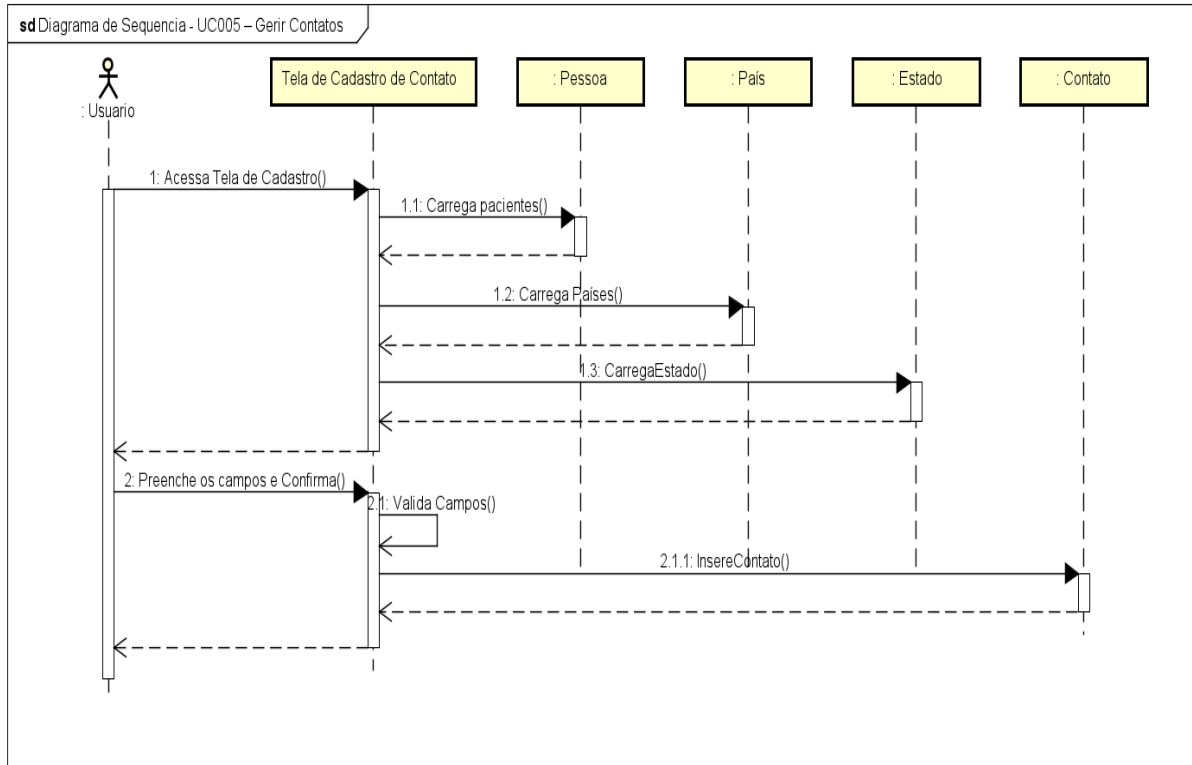 sd Diagrama de Sequencia - UC005 – Gerir Contatos
: Usuario
Tela de Cadastro de Contato
: Pessoa
: País
: Estado
: Contato
1: Acessa Tela de Cadastro()
1.1: Carrega pacientes()
1.2: Carrega Países()
1.3: CarregaEstado()
2: Preenche os campos e Confirma()
2.1: Valida Campos()
2.1.1: InsereContato()